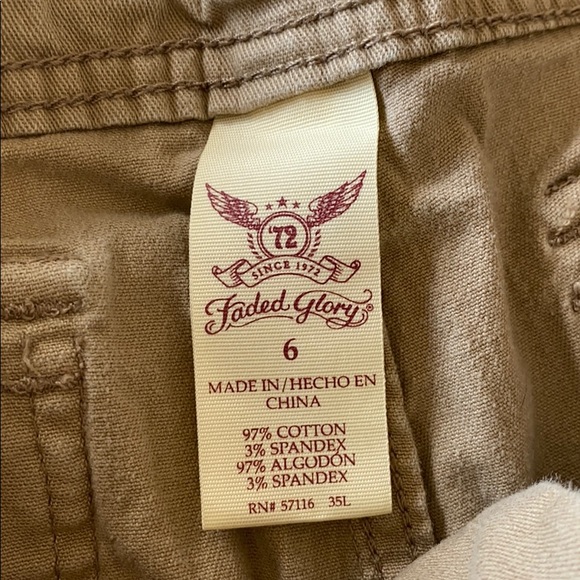 '72
SINCE 1972
Faded Glory®
6
MADE IN/HECHO EN
CHINA
97% COTTON
3% SPANDEX
97% ALGODÓN
3% SPANDEX
RN# 57116 35L